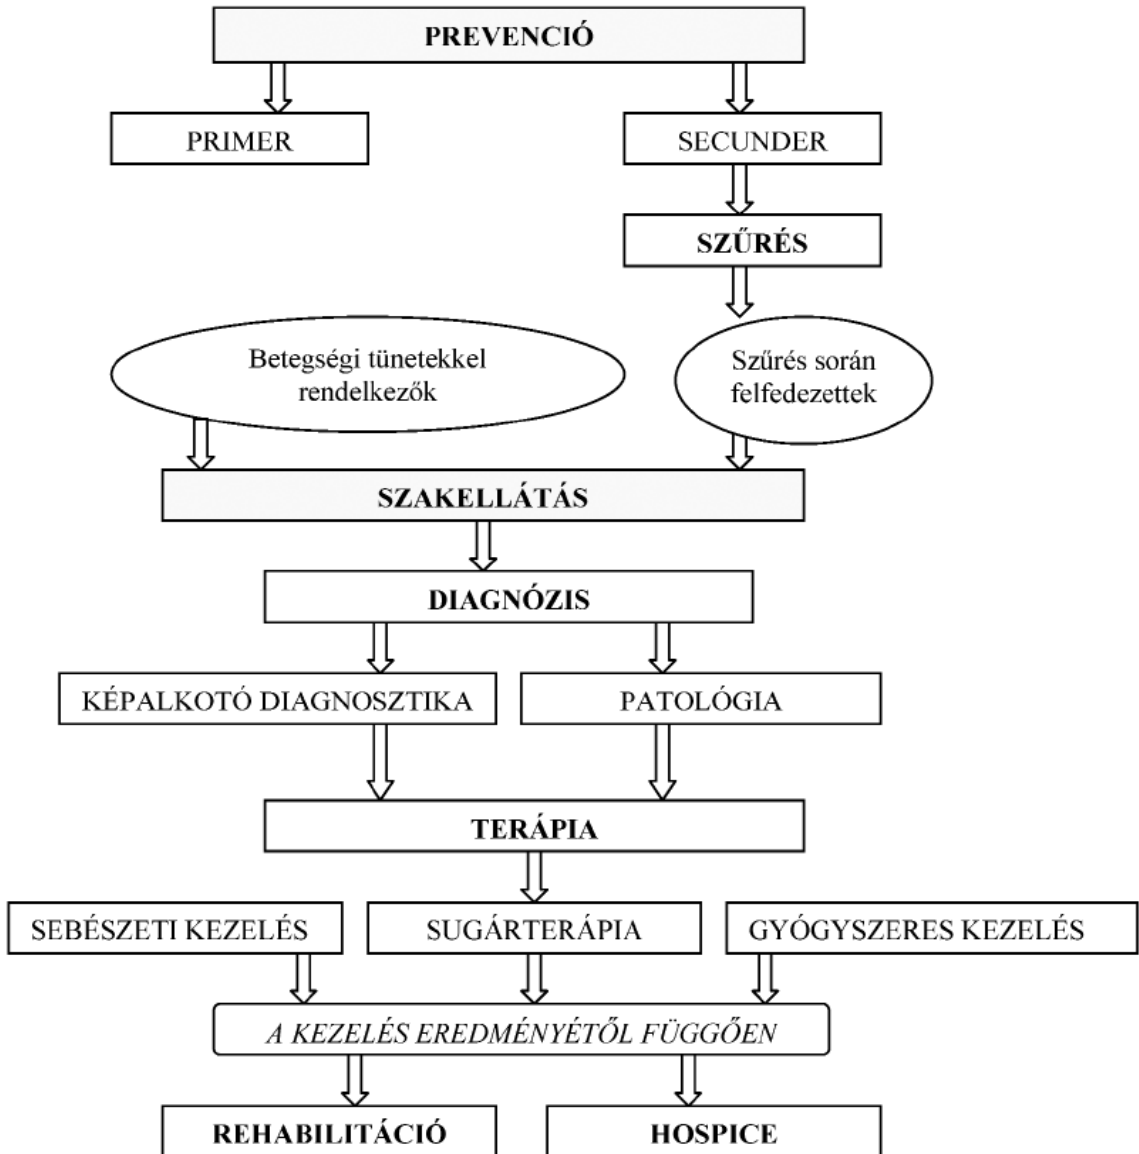 PREVENCIÓ
PRIMER
SECUNDER
SZŰRÉS
Betegségi tünetekkel
rendelkezők
Szűrés során
felfedezettek
SZAKELLÁTÁS
DIAGNÓZIS
KÉPALKOTÓ DIAGNOSZTIKA
PATOLÓGIA
TERÁPIA
SEBÉSZETI KEZELÉS
SUGÁRTERÁPIA
GYÓGYSZERES KEZELÉS
A KEZELÉS EREDMÉNYÉTŐL FÜGGŐEN
REHABILITÁCIÓ
HOSPICE